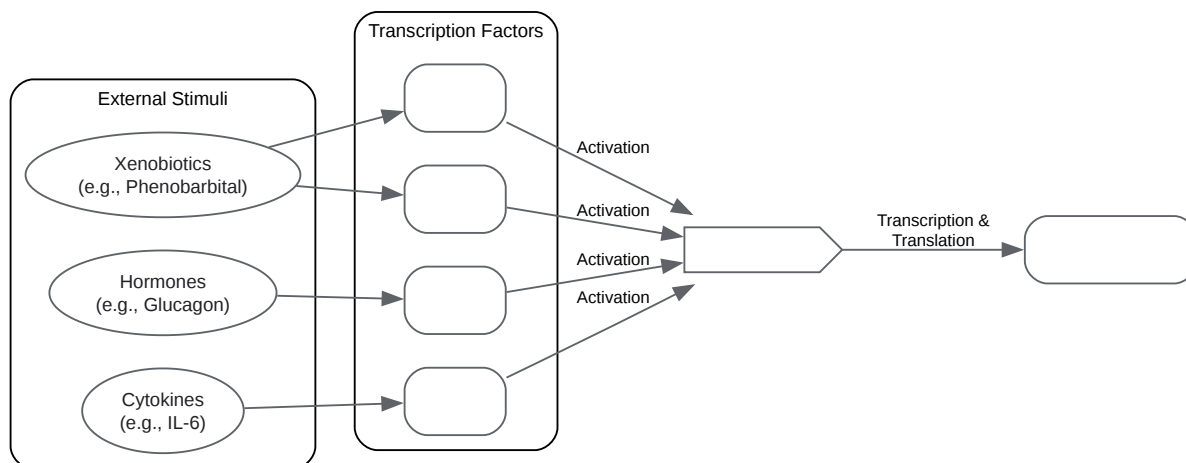 Transcription Factors
External Stimuli
Xenobiotics
(e.g., Phenobarbital)
Activation
Activation
Transcription &
Translation
Activation
Hormones
(e.g., Glucagon)
Activation
Cytokines
(e.g., IL-6)